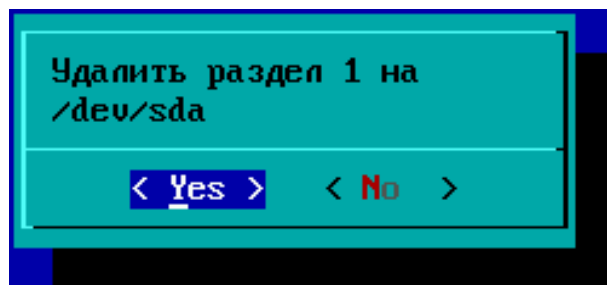 Удалить раздел 1 на
/dev/sda
< Yes > < No >